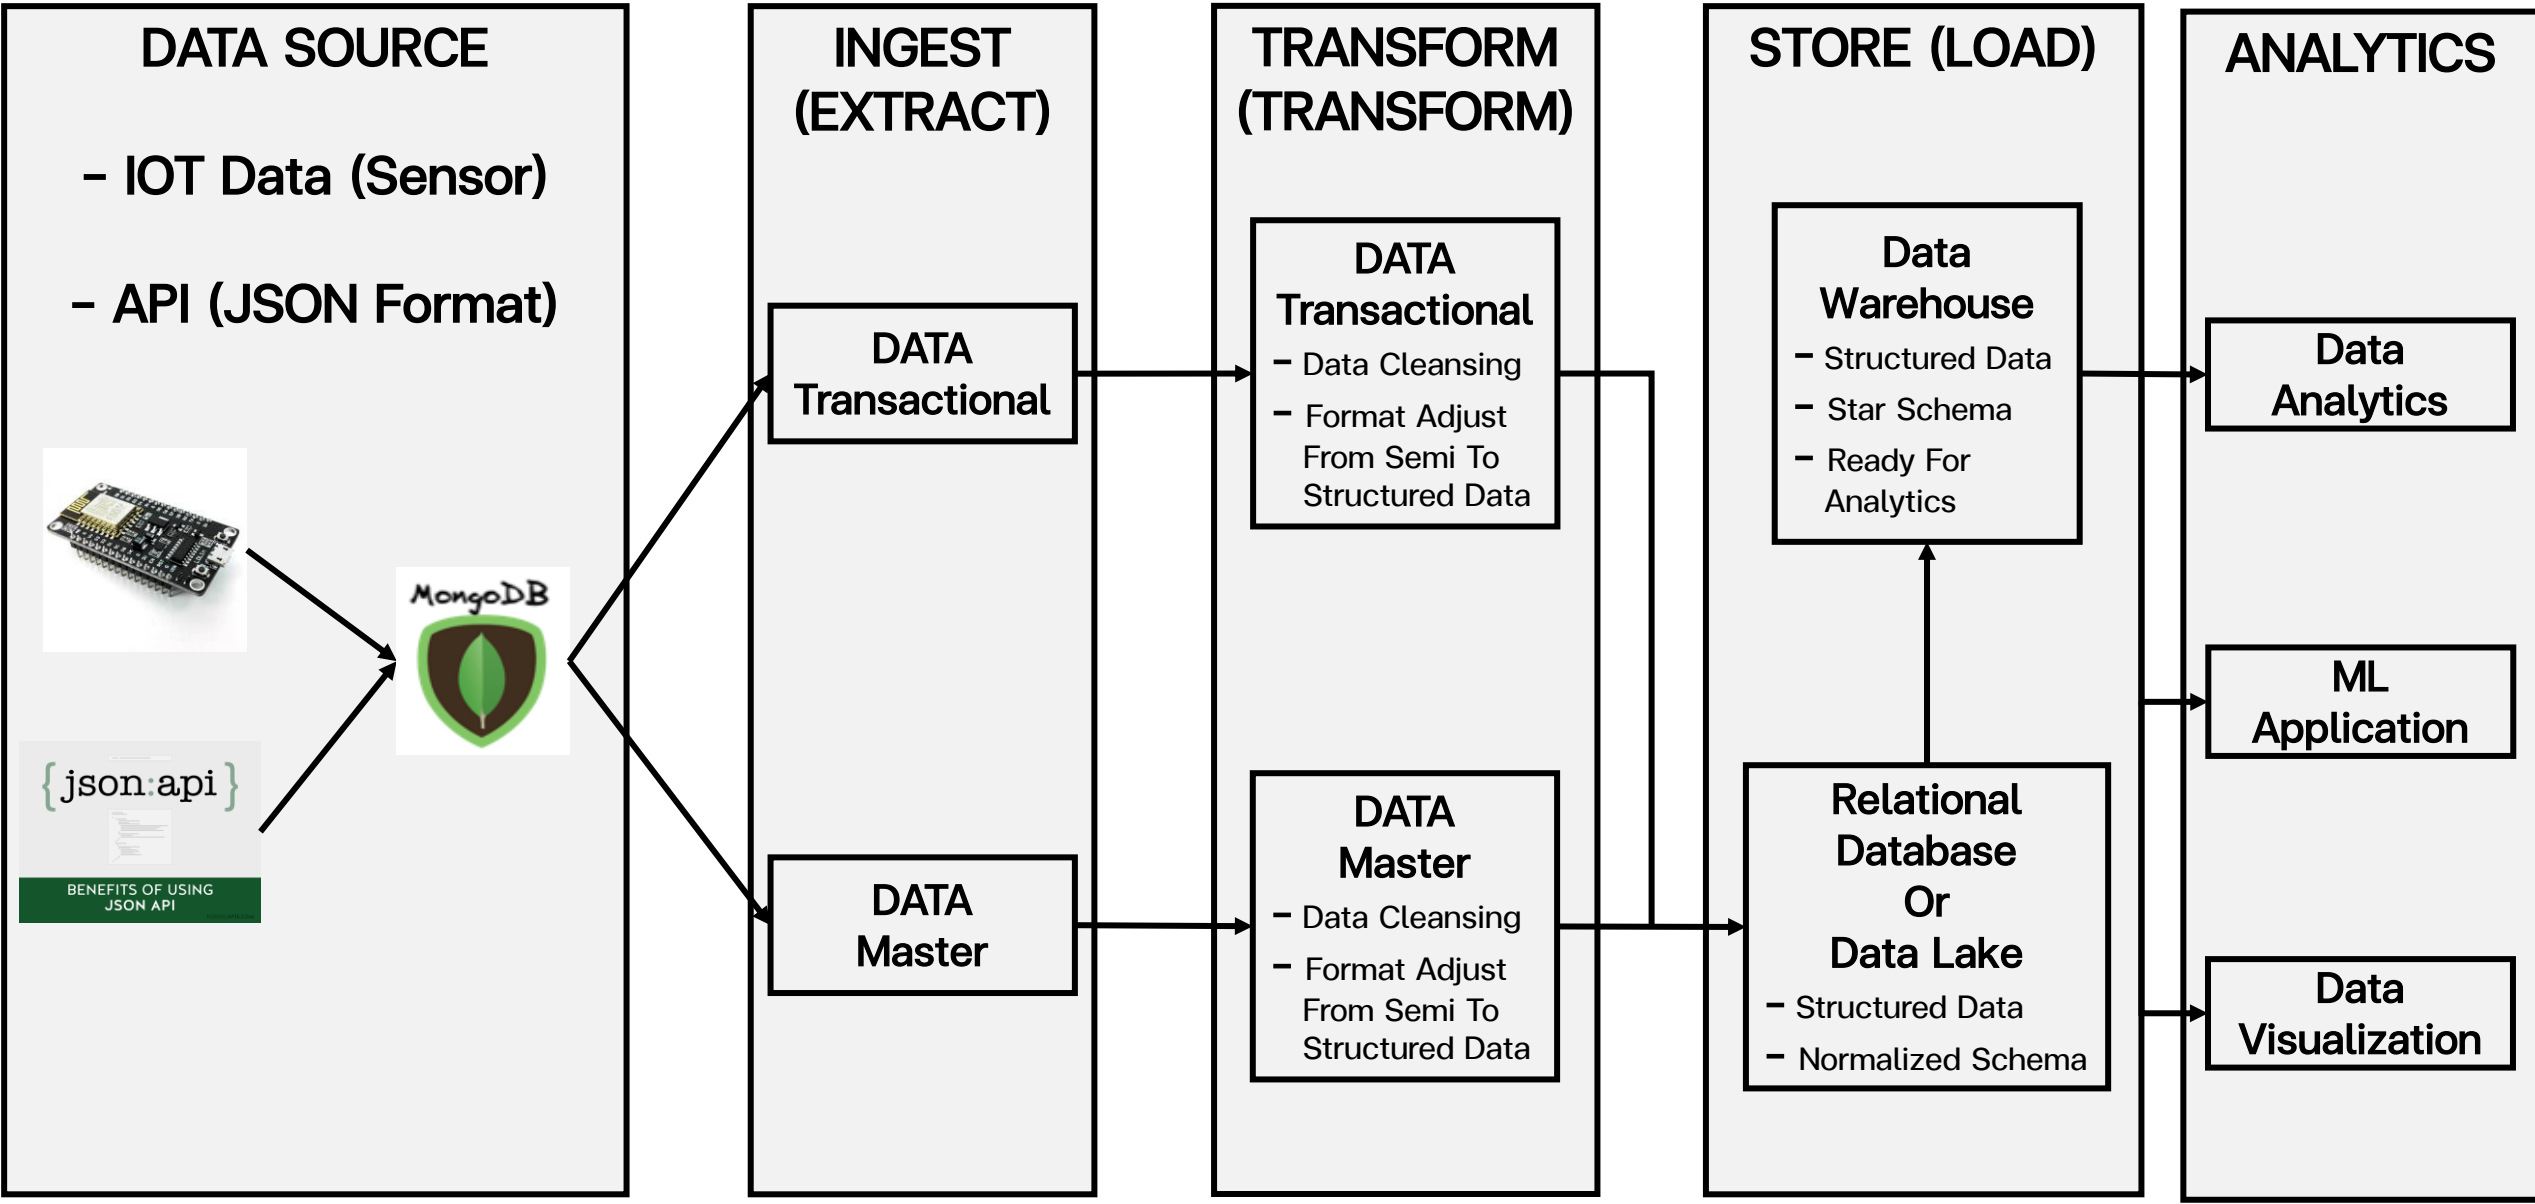 DATA SOURCE
- IOT Data (Sensor)
- API (JSON Format)
MongoDB
{json:api}
BENEFITS OF USING
JSON API
INGEST
(EXTRACT)
DATA
Transactional
DATA
Master
TRANSFORM
(TRANSFORM)
DATA
Transactional
- Data Cleansing
- Format Adjust
From Semi To
Structured Data
DATA
Master
- Data Cleansing
- Format Adjust
From Semi To
Structured Data
STORE (LOAD)
Data
Warehouse
- Structured Data
- Star Schema
- Ready For
Analytics
Relational
Database
Or
Data Lake
- Structured Data
- Normalized Schema
ANALYTICS
Data
Analytics
ML
Application
Data
Visualization